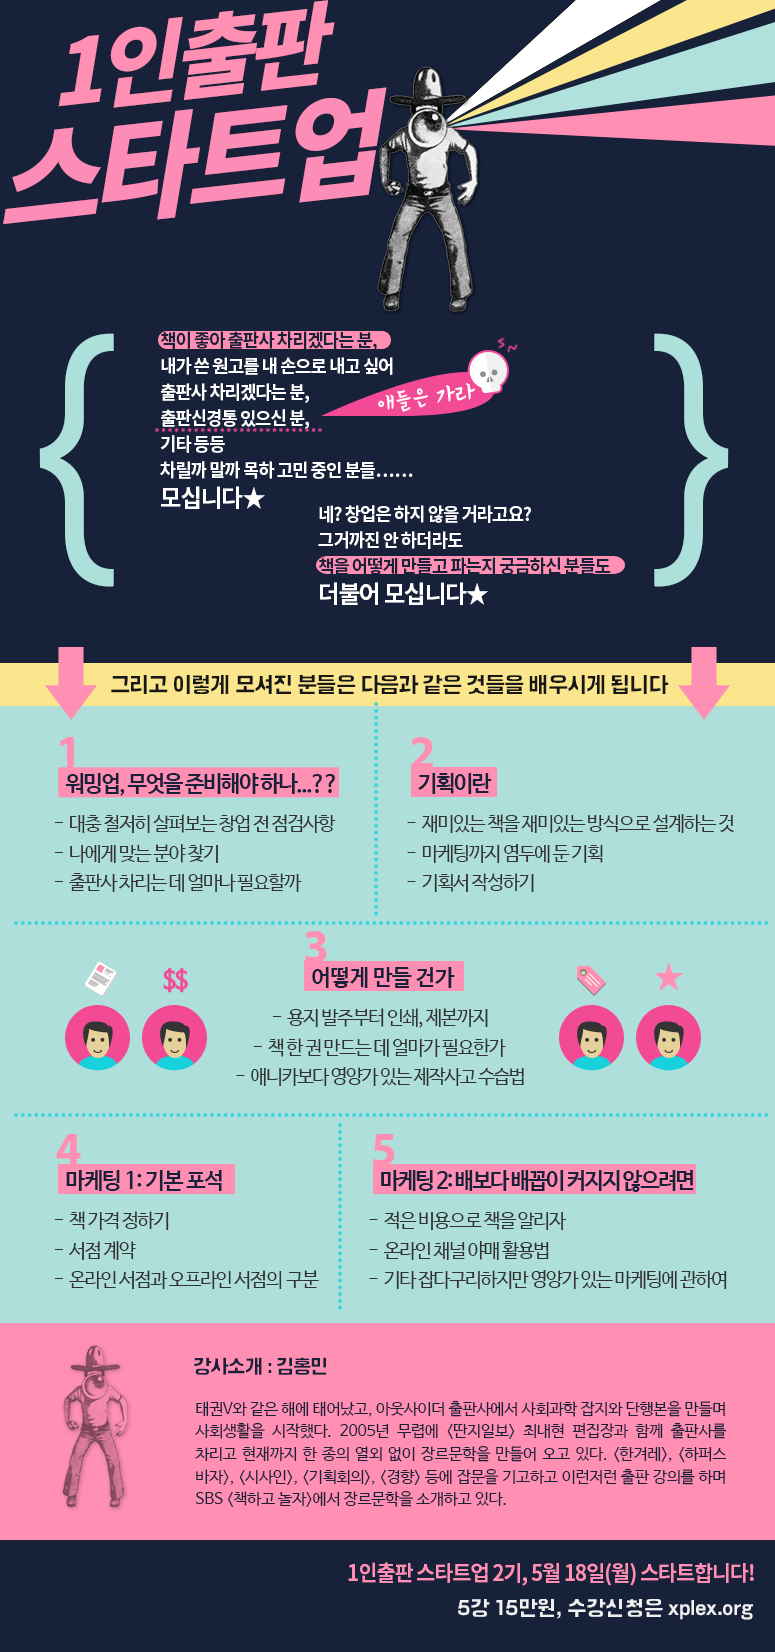 1인출판
스타트업
책이 좋아 출판사 차리겠다는 분,
내가 쓴 원고를 내 손으로 내고 싶어
출판사 차리겠다는 분,
애들은 가라
출판신경통 있으신 분,
기타 등등
차릴까 말까 목하 고민 중인 분들……
모십니다★
네? 창업은 하지 않을 거라고요?
그거까진 안 하더라도
책을 어떻게 만들고 파는지 궁금하신 분들도
더불어 모십니다★
그리고 이렇게 모셔진 분들은 다음과 같은 것들을 배우시게 됩니다
1
워밍업, 무엇을 준비해야 하나...??
- 대충 철저히 살펴보는 창업 전 점검사항
- 나에게 맞는 분야 찾기
- 출판사 차리는 데 얼마나 필요할까
2
기획이란
- 재미있는 책을 재미있는 방식으로 설계하는 것
- 마케팅까지 염두에 둔 기획
- 기획서 작성하기
3
어떻게 만들 건가
$$
- 용지 발주부터 인쇄, 제본까지
- 책 한 권 만드는 데 얼마가 필요한가
- 애니카보다 영양가 있는 제작사고 수습법
4
마케팅 1: 기본 포석
- 책 가격 정하기
- 서점 계약
- 온라인 서점과 오프라인 서점의 구분
5
마케팅 2: 배보다 배꼽이 커지지 않으려면
- 적은 비용으로 책을 알리자
- 온라인 채널 야매 활용법
- 기타 잡다구리하지만 영양가 있는 마케팅에 관하여
강사소개 : 김홍민
태권V와 같은 해에 태어났고, 아웃사이더 출판사에서 사회과학 잡지와 단행본을 만들며
사회생활을 시작했다. 2005년 무렵에 <딴지일보> 최내현 편집장과 함께 출판사를
차리고 현재까지 한 종의 열외 없이 장르문학을 만들어 오고 있다. <한겨레>, <하퍼스
바자>, <시사인>, <기획회의>, <경향> 등에 잡문을 기고하고 이런저런 출판 강의를 하며
SBS <책하고 놀자>에서 장르문학을 소개하고 있다.
1인출판 스타트업 2기, 5월 18일(월) 스타트합니다!
5강 15만원, 수강신청은 xplex.org